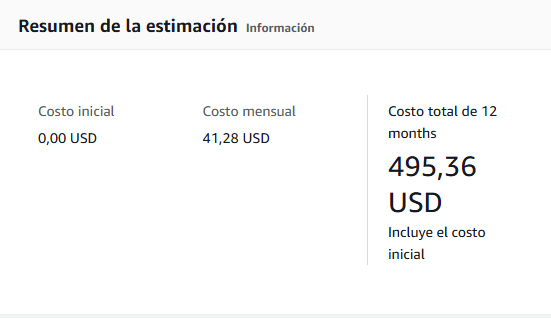 Resumen de la estimación Información
Costo inicial
0,00 USD
Costo mensual
41,28 USD
Costo total de 12
months
495,36
USD
Incluye el costo
inicial